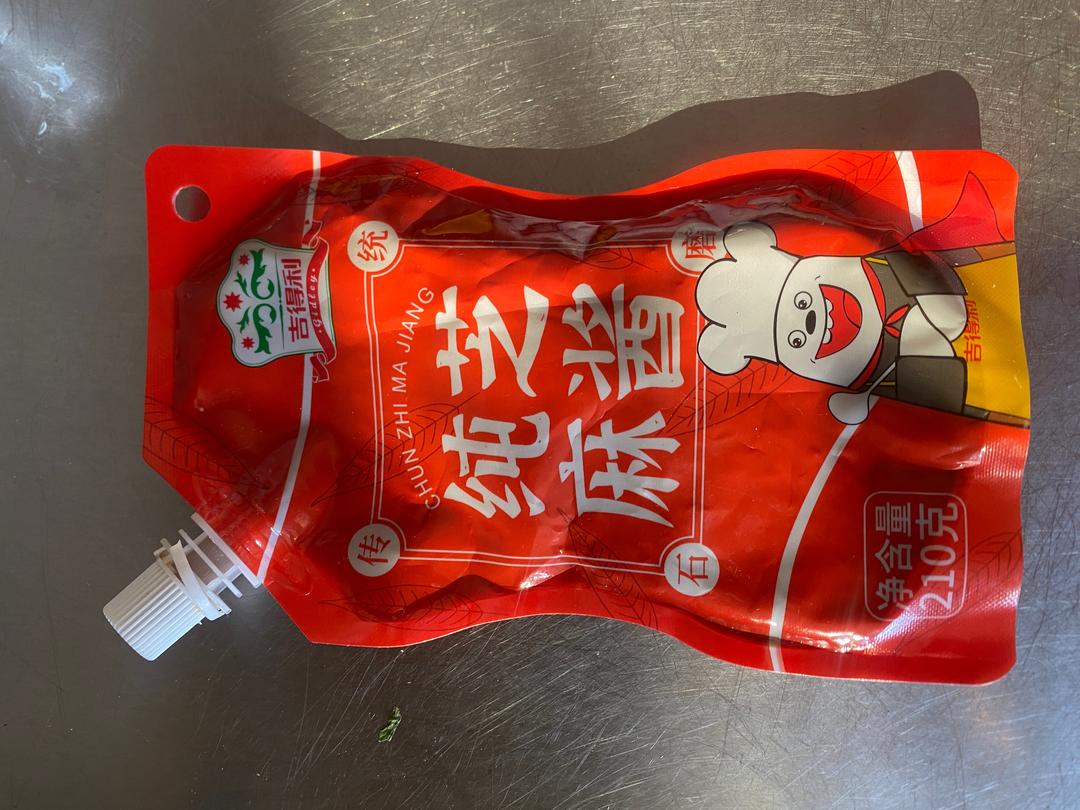 吉得利
·Gidley·
传 统
CHUN ZHI MA JIANG
纯芝
麻酱
石 磨
吉得利
净含量
210克